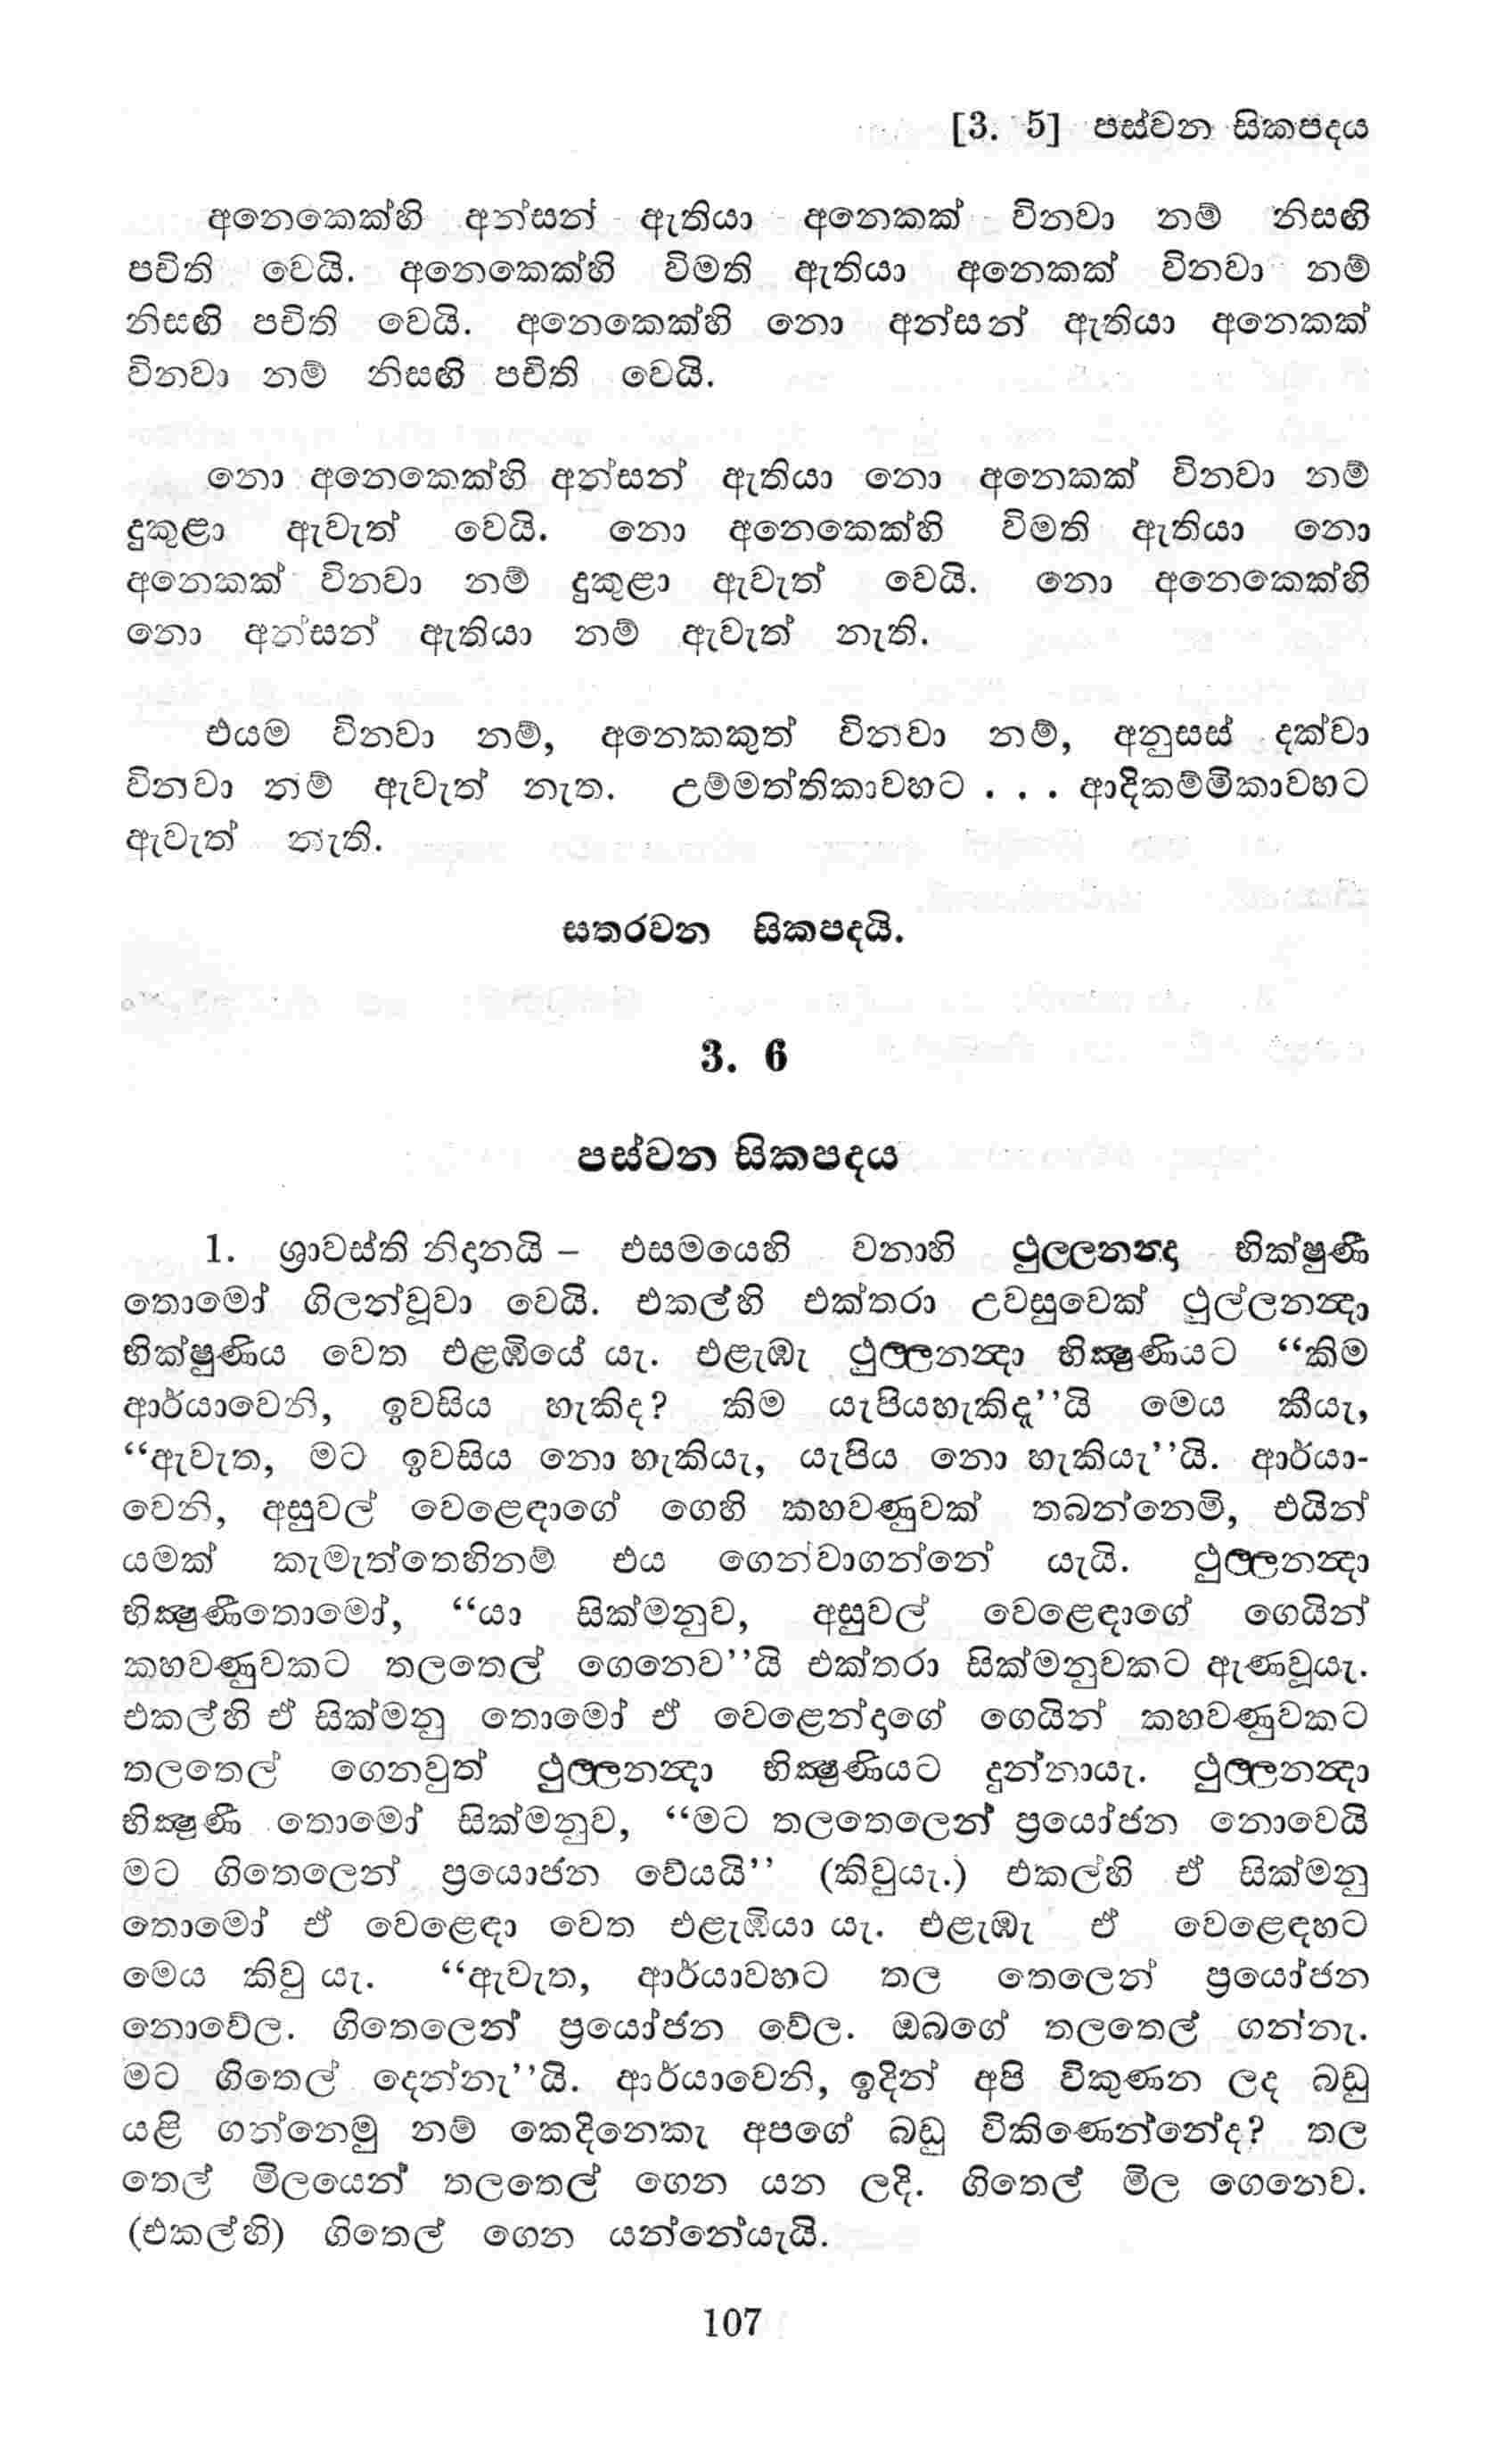 [3. 5] පස්වන සිකපදය
අනෙකෙක්හි අන්සන් ඇතියා අනෙකක් විනවා නම් නිසඟි
පචිති වෙයි. අනෙකෙක්හි විමති ඇතියා අනෙකක් විනවා නම්
නිසඟි පචිති වෙයි. අනෙකෙක්හි නො අන්සන් ඇතියා අනෙකක්
විනවා නම් නිසඟි පචිති වෙයි.
නො අනෙකෙක්හි අන්සන් ඇතියා නො අනෙකක් විනවා නම්
දුකුළා ඇවැත් වෙයි. නො අනෙකෙක්හි විමති ඇතියා නො
අනෙකක් විනවා නම් දුකුළා ඇවැත් වෙයි. නො අනෙකෙක්හි
නො අන්සන් ඇතියා නම් ඇවැත් නැති.
එයම විනවා නම්, අනෙකකුත් විනවා නම්, අනුසස් දක්වා
විනවා නම් ඇවැත් නැත. උම්මත්තිකාවහට . . . ආදිකම්මිකාවහට
ඇවැත් නැති.
සතරවන සිකපදයි.
3. 6
පස්වන සිකපදය
1. ශ්‍රාවස්ති නිදානයි – එසමයෙහි වනාහි ථුල්ලනන්‍දා භික්ෂුණී
තොමෝ ගිලන්වූවා වෙයි. එකල්හි එක්තරා උවසුවෙක් ථුල්ලනන්‍දා
භික්ෂුණිය වෙත එළඹියේ යැ. එළැඹැ ථුල්ලනන්‍දා භික්‍ෂුණියට “කිම
ආර්යාවෙනි, ඉවසිය හැකිද? කිම යැපියහැකිදැ”යි මෙය කීයැ,
“ඇවැත, මට ඉවසිය නො හැකියැ, යැපිය නො හැකියැ”යි. ආර්යා-
වෙනි, අසුවල් වෙළෙඳාගේ ගෙහි කහවණුවක් තබන්නෙමි, එයින්
යමක් කැමැත්තෙහිනම් එය ගෙන්වාගන්නේ යැයි. ථුල්ලනන්‍දා
භික්‍ෂුණීතොමෝ, “යා සික්මනුව, අසුවල් වෙළෙඳාගේ ගෙයින්
කහවණුවකට තලතෙල් ගෙනෙව”යි එක්තරා සික්මනුවකට ඇණවූයැ.
එකල්හි ඒ සික්මනු තොමෝ ඒ වෙළෙන්දාගේ ගෙයින් කහවණුවකට
තලතෙල් ගෙනවුත් ථුල්ලනන්‍දා භික්‍ෂුණියට දුන්නායැ. ථුල්ලනන්‍දා
භික්‍ෂුණී තොමෝ සික්මනුව, “මට තලතෙලෙන් ප්‍රයෝජන නොවෙයි
මට ගිතෙලෙන් ප්‍රයොජන වේයයි” (කිවුයැ.) එකල්හි ඒ සික්මනු
තොමෝ ඒ වෙළෙඳා වෙත එළැඹියා යැ. එළැඹැ ඒ වෙළෙඳහට
මෙය කිවු යැ. “ඇවැත, ආර්යාවහට තල තෙලෙන් ප්‍රයෝජන
නොවේල. ගිතෙලෙන් ප්‍රයෝජන වේල. ඔබගේ තලතෙල් ගන්නැ.
මට ගිතෙල් දෙන්නැ”යි. ආර්යාවෙනි, ඉදින් අපි විකුණන ලද බඩු
යළි ගන්නෙමු නම් කෙදිනෙකැ අපගේ බඩු විකිණෙන්නේද? තල
තෙල් මිලයෙන් තලතෙල් ගෙන යන ලදි. ගිතෙල් මිල ගෙනෙව.
(එකල්හි) ගිතෙල් ගෙන යන්නේයැයි.
107